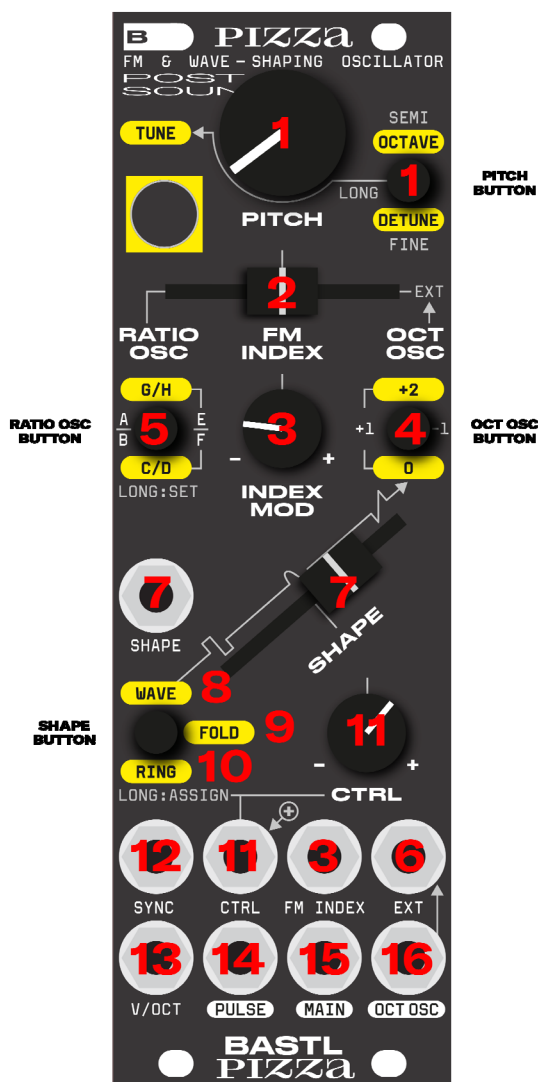 B PIZZa
FM & WAVE-SHAPING OSCILLATOR
POST
SOUN
TUNE
1
SEMI
OCTAVE
1
LONG
PITCH
DETUNE
FINE
PITCH
BUTTON
2
EXT
RATIO
OSC
FM
INDEX
OCT
OSC
RATIO OSC
BUTTON
G/H
A
B
5
E
F
C/D
LONG:SET
3
- +
INDEX
MOD
+2
+1
4
-1
0
OCT OSC
BUTTON
7
SHAPE
7
SHAPE
SHAPE
BUTTON
WAVE 8
FOLD 9
RING 10
LONG:ASSIGN
11
- +
CTRL
12 11 3 6
SYNC CTRL FM INDEX EXT
13 14 15 16
V/OCT PULSE MAIN OCT OSC
BASTL
PIZZa